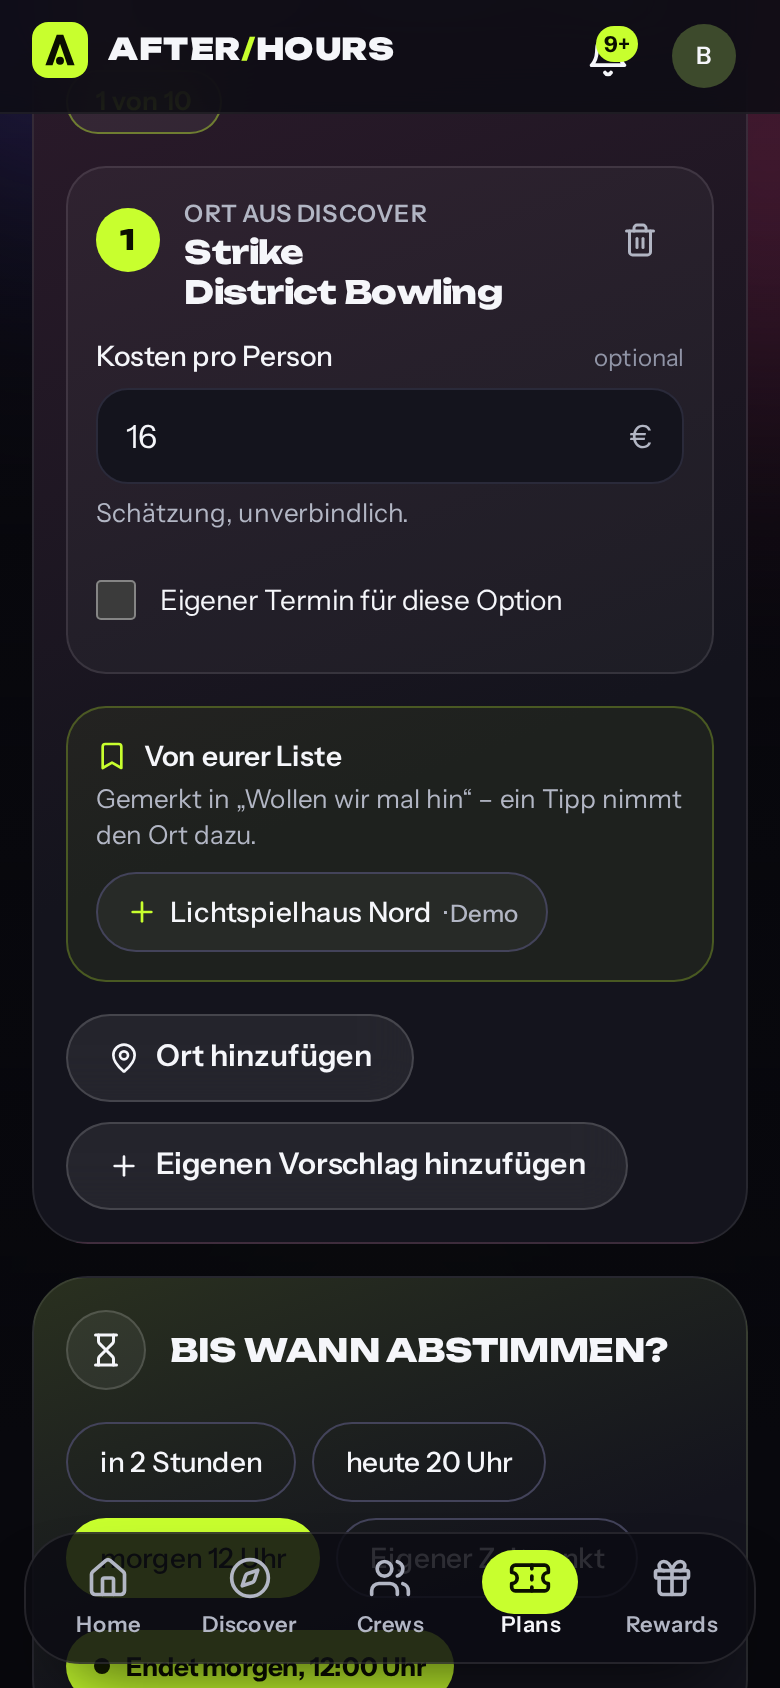 AFTER/HOURS
9+
B
1 von 10
1
ORT AUS DISCOVER
Strike
District Bowling
Kosten pro Person
optional
16
€
Schätzung, unverbindlich.
Eigener Termin für diese Option
Von eurer Liste
Gemerkt in „Wollen wir mal hin“ – ein Tipp nimmt
den Ort dazu.
Lichtspielhaus Nord · Demo
Ort hinzufügen
Eigenen Vorschlag hinzufügen
BIS WANN ABSTIMMEN?
in 2 Stunden
heute 20 Uhr
morgen 12 Uhr
Eigener
Home
Discover
Crews
Plans
Rewards
Endet morgen, 12:00 Uhr